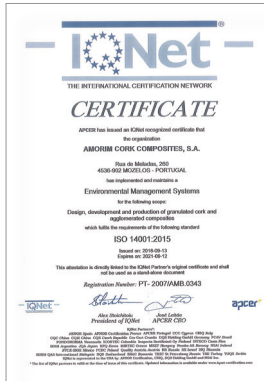 IQNet
®
THE INTERNATIONAL CERTIFICATION NETWORK
CERTIFICATE
APCER has issued an IQNet recognized certificate that
the organization
AMORIM CORK COMPOSITES, S.A.
Rua de Meladas, 260
4536-902 MOZELOS - PORTUGAL
has implemented and maintains a
Environmental Management Systems
for the following scope:
Design, development and production of granulated cork and
agglomerated composites
which fulfils the requirements of the following standard
ISO 14001:2015
Issued on: 2018-09-13
Expires on: 2021-09-12
This attestation is directly linked to the IQNet Partner's original certificate and shall
not be used as a stand-alone document
Registration Number: PT- 2007/AMB.0343
IQNet
apcer
Alex Stoichitoiu
President of IQNet
José Leitão
APCER CEO
IQNet Partners*: